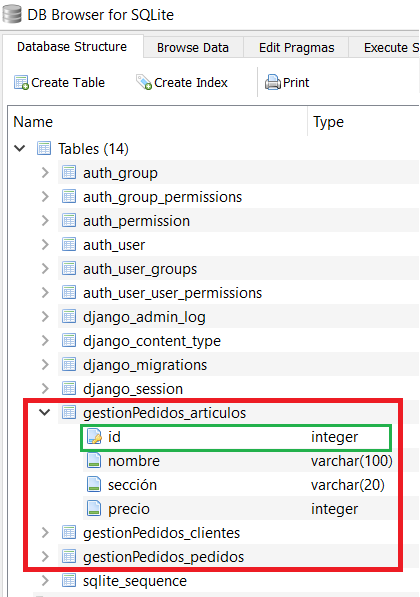 DB Browser for SQLite
Database Structure Browse Data Edit Pragmas Execute S
Create Table Create Index Print
Name Type
Tables (14)
auth_group
auth_group_permissions
auth_permission
auth_user
auth_user_groups
auth_user_user_permissions
django_admin_log
django_content_type
django_migrations
django_session
gestionPedidos_articulos
id integer
nombre varchar(100)
sección varchar(20)
precio integer
gestionPedidos_clientes
gestionPedidos_pedidos
sqlite_sequence